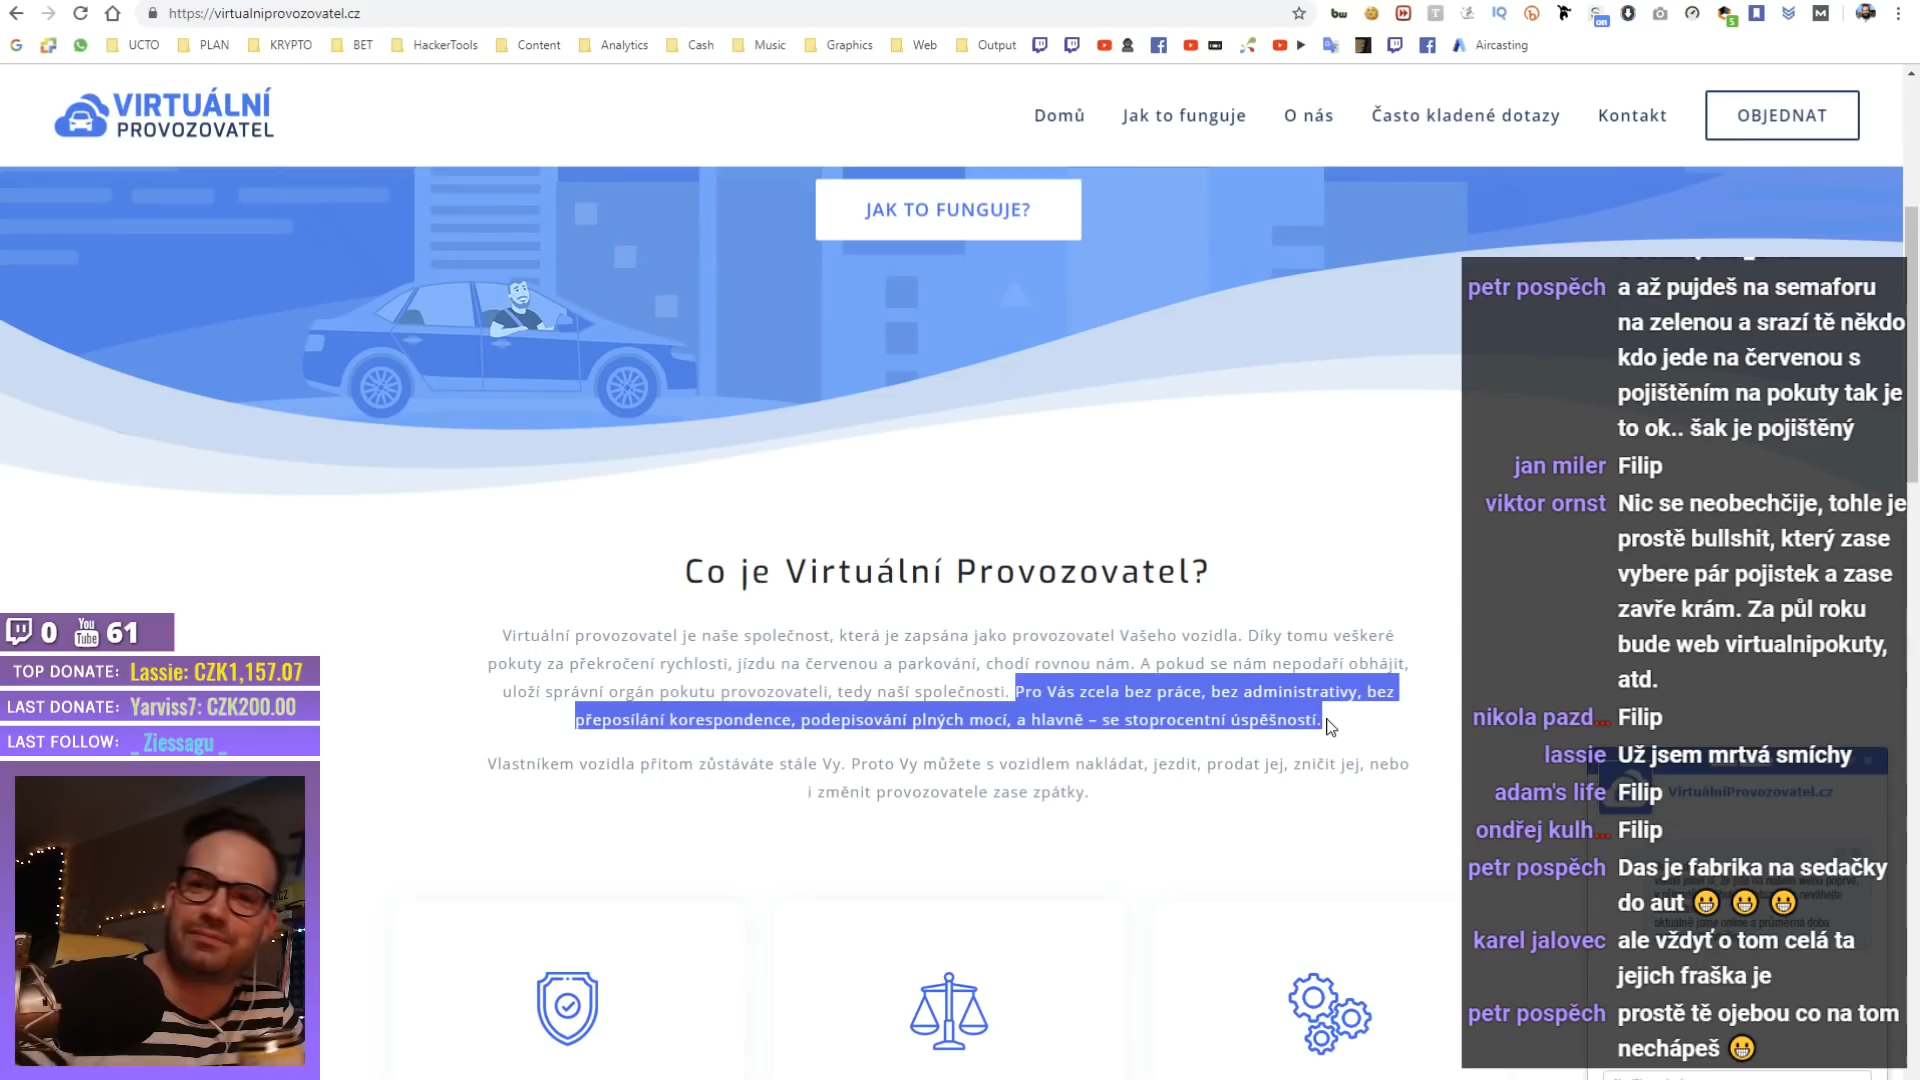 https://virtualniprovozovatel.cz
UCTO PLAN KRYPTO BET HackerTools Content Analytics Cash Music Graphics Web Output Aircasting
VIRTUÁLNÍ
PROVOZOVATEL
Domů Jak to funguje O nás Často kladené dotazy Kontakt OBJEDNAT
JAK TO FUNGUJE?
Co je Virtuální Provozovatel?
Virtuální provozovatel je naše společnost, která je zapsána jako provozovatel Vašeho vozidla. Díky tomu veškeré
pokuty za překročení rychlosti, jízdu na červenou a parkování, chodí rovnou nám. A pokud se nám nepodaří obhájit,
uloží správní orgán pokutu provozovateli, tedy naší společnosti. Pro Vás zcela bez práce, bez administrativy, bez
přeposílání korespondence, podepisování plných mocí, a hlavně – se stoprocentní úspěšností.
Vlastníkem vozidla přitom zůstáváte stále Vy. Proto Vy můžete s vozidlem nakládat, jezdit, prodat jej, zničit jej, nebo
i změnit provozovatele zase zpátky.
0 You Tube 61
TOP DONATE: Lassie: CZK1,157.07
LAST DONATE: Yarviss7: CZK200.00
LAST FOLLOW: _Ziessagu_
petr pospěch a až pujdeš na semaforu
na zelenou a srazí tě někdo
kdo jede na červenou s
pojištěním na pokuty tak je
to ok.. šak je pojištěný
jan miler Filip
viktor ornst Nic se neobechčije, tohle je
prostě bullshit, který zase
vybere pár pojistek a zase
zavře krám. Za půl roku
bude web virtualnipokuty,
atd.
nikola pazd... Filip
lassie Už jsem mrtvá smíchy
adam's life Filip
VirtuálníProvozovatel.cz
ondřej kulh... Filip
petr pospěch Das je fabrika na sedačky
do aut 😀 😀 😀
karel jalovec ale vždyť o tom celá ta
jejich fraška je
petr pospěch prostě tě ojebou co na tom
nechápeš 😀